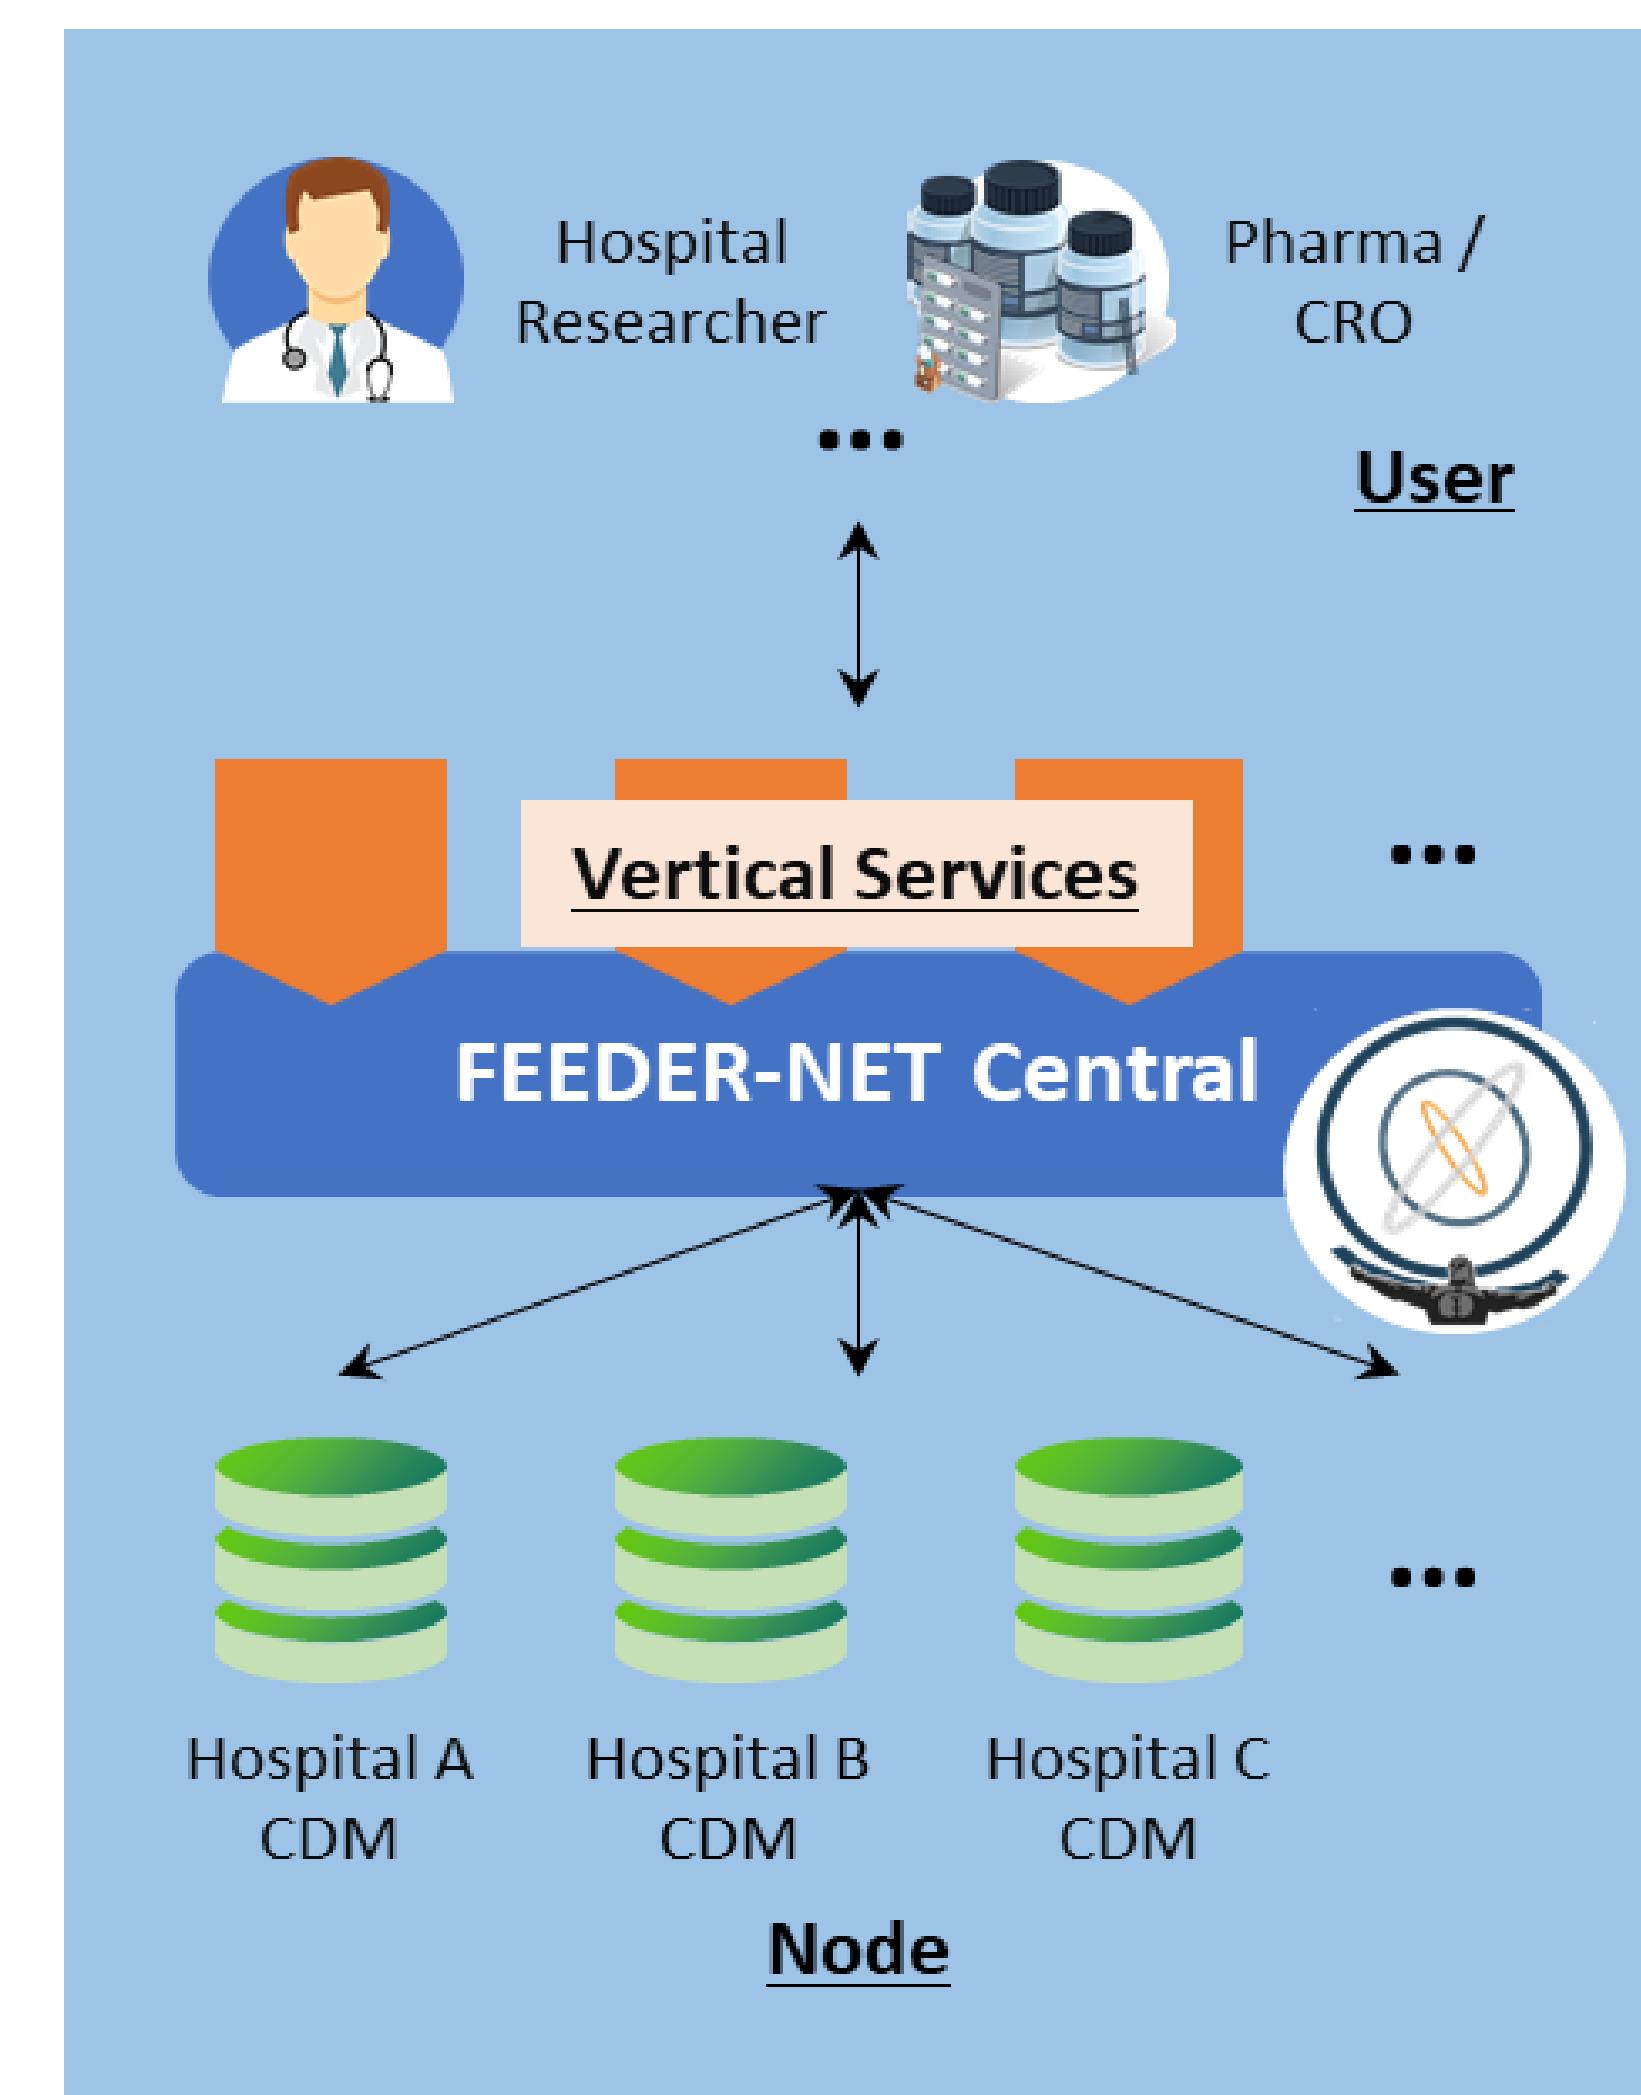 Hospital
Researcher
Pharma /
CRO
...
User
Vertical Services
...
FEEDER-NET Central
...
Hospital A
CDM
Hospital B
CDM
Hospital C
CDM
Node